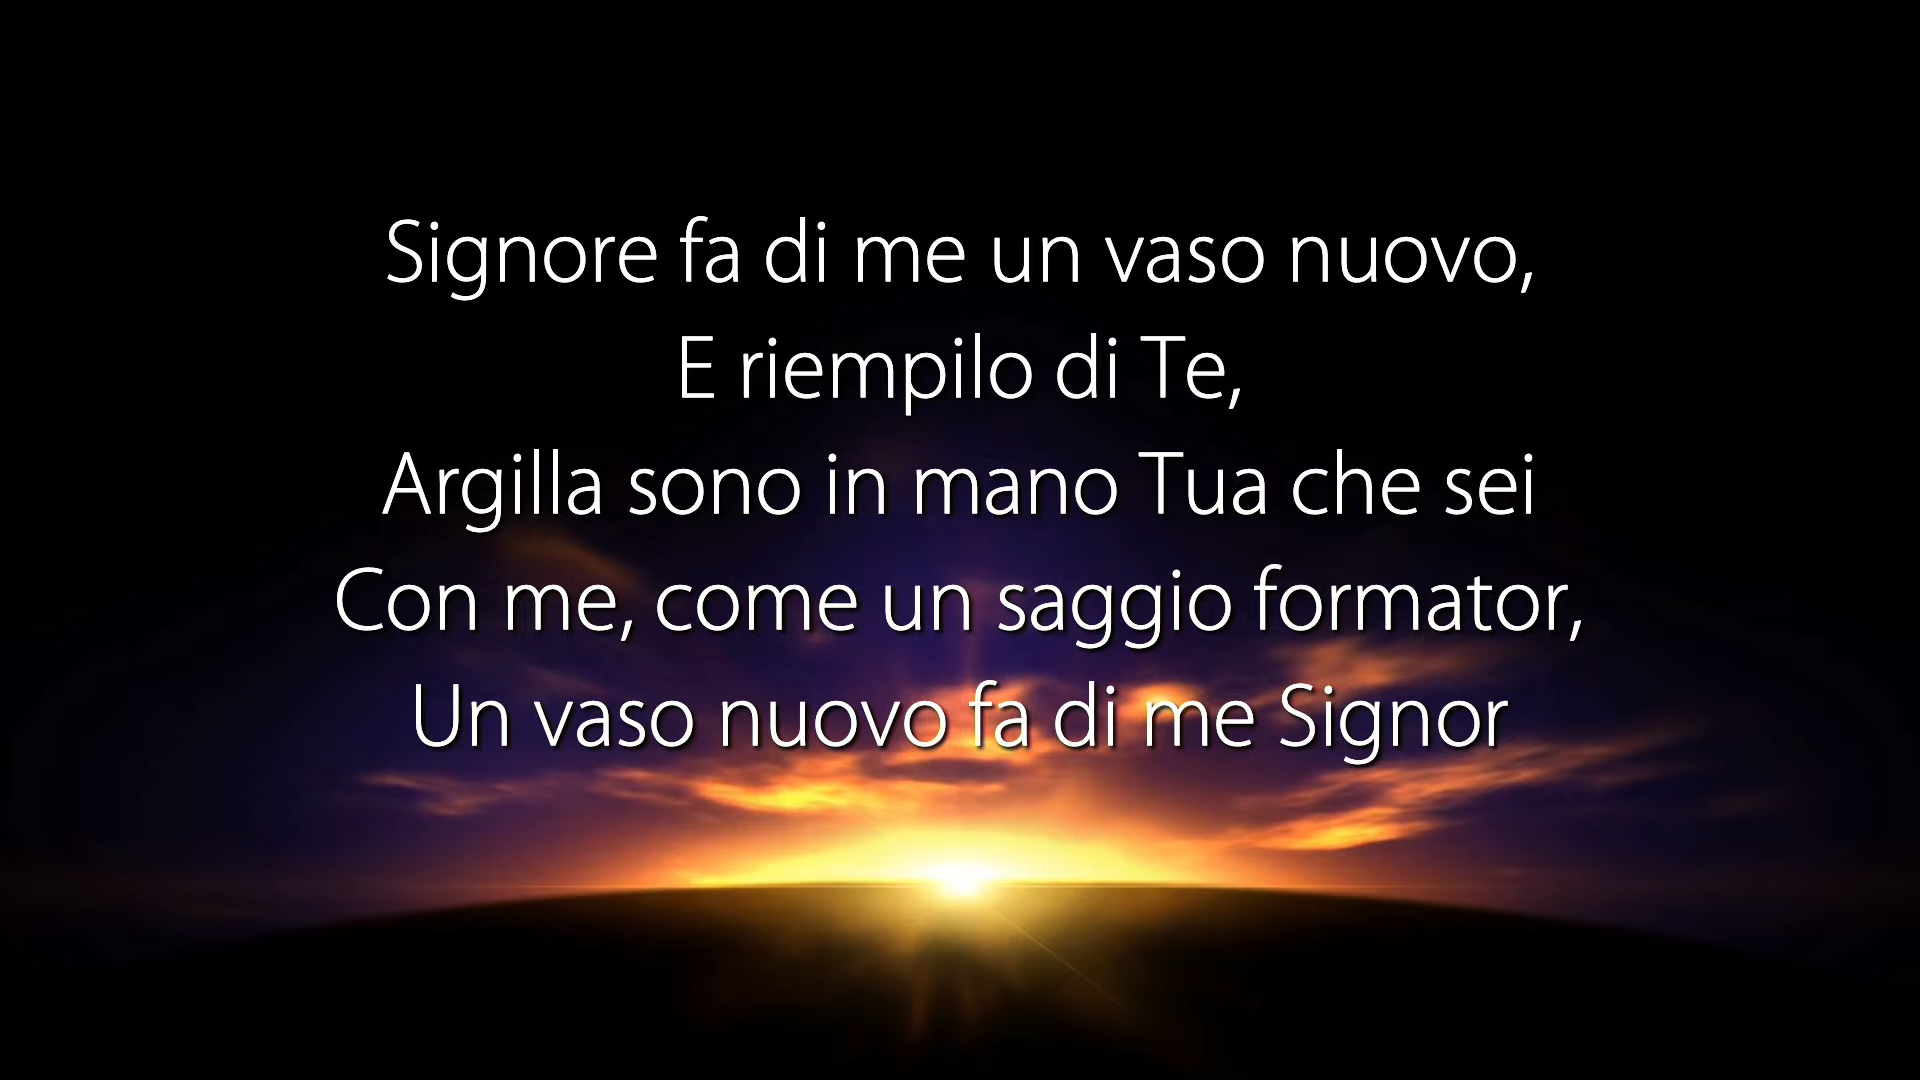 Signore fa di me un vaso nuovo,
E riempilo di Te,
Argilla sono in mano Tua che sei
Con me, come un saggio formator,
Un vaso nuovo fa di me Signor